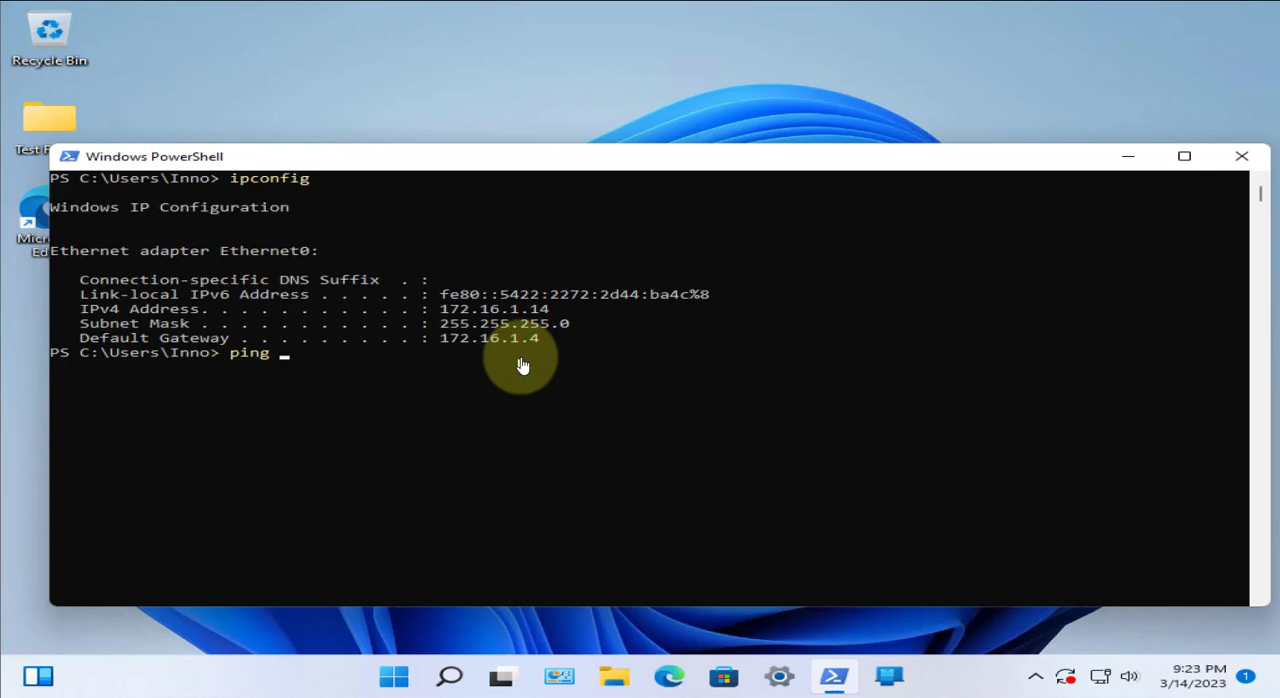 Recycle Bin
Test F
Micr
Ed
Windows PowerShell
PS C:\Users\Inno> ipconfig
Windows IP Configuration
Ethernet adapter Ethernet0:
Connection-specific DNS Suffix . :
Link-local IPv6 Address . . . . . : fe80::5422:2272:2d44:ba4c%8
IPv4 Address. . . . . . . . . . . : 172.16.1.14
Subnet Mask . . . . . . . . . . . : 255.255.255.0
Default Gateway . . . . . . . . . : 172.16.1.4
PS C:\Users\Inno> ping _
9:23 PM
3/14/2023
1